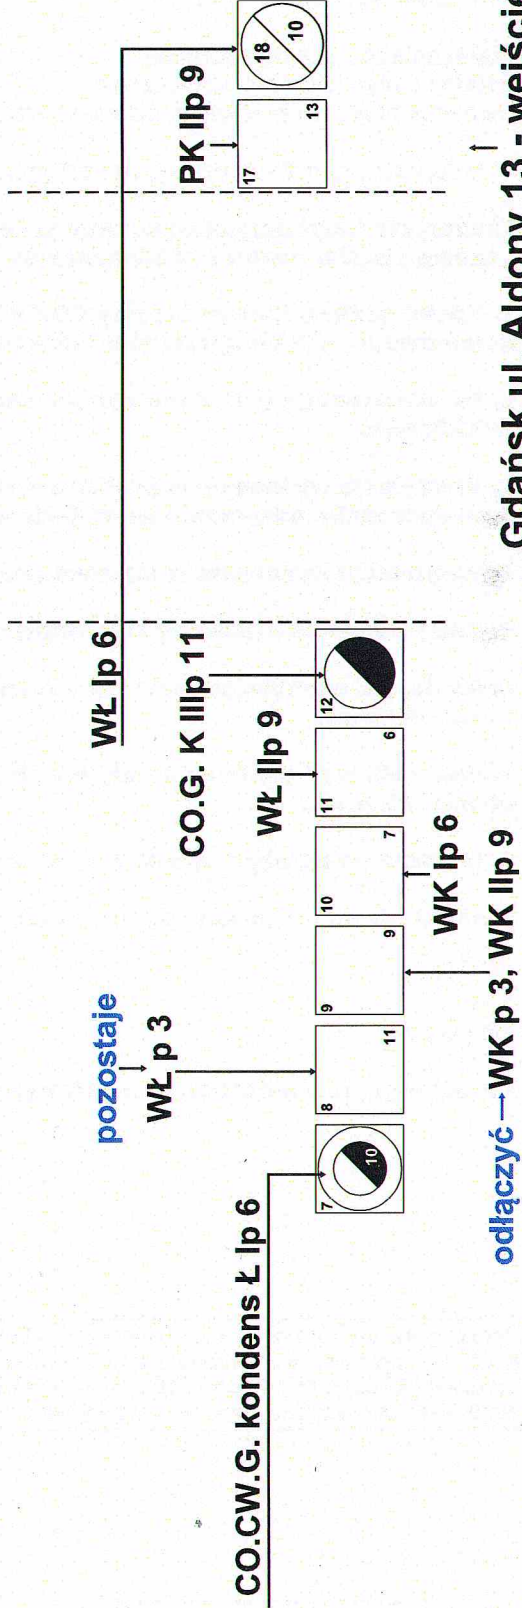 WŁ Ip 6
PK IIp 9
18
10
17
13
pozostaje
WŁ p 3
CO.G. K IIIp 11
WŁ IIp 9
CO.CW.G. kondens Ł Ip 6
7
10
8
11
9
9
10
7
11
6
12
WK Ip 6
odłączyć
WK p 3, WK IIp 9
Gdańsk ul. Aldony 13 - wejście